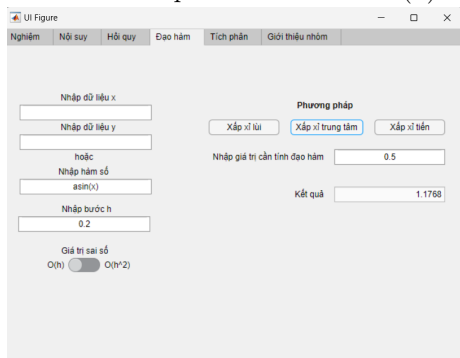 UI Figure
Nghiệm Nội suy Hồi quy Đạo hàm Tích phân Giới thiệu nhóm
Nhập dữ liệu x
Nhập dữ liệu y
hoặc
Nhập hàm số
asin(x)
Nhập bước h
0.2
Giá trị sai số
O(h) O(h^2)
Phương pháp
Xấp xỉ lùi Xấp xỉ trung tâm Xấp xỉ tiến
Nhập giá trị cần tính đạo hàm 0.5
Kết quả 1.1768